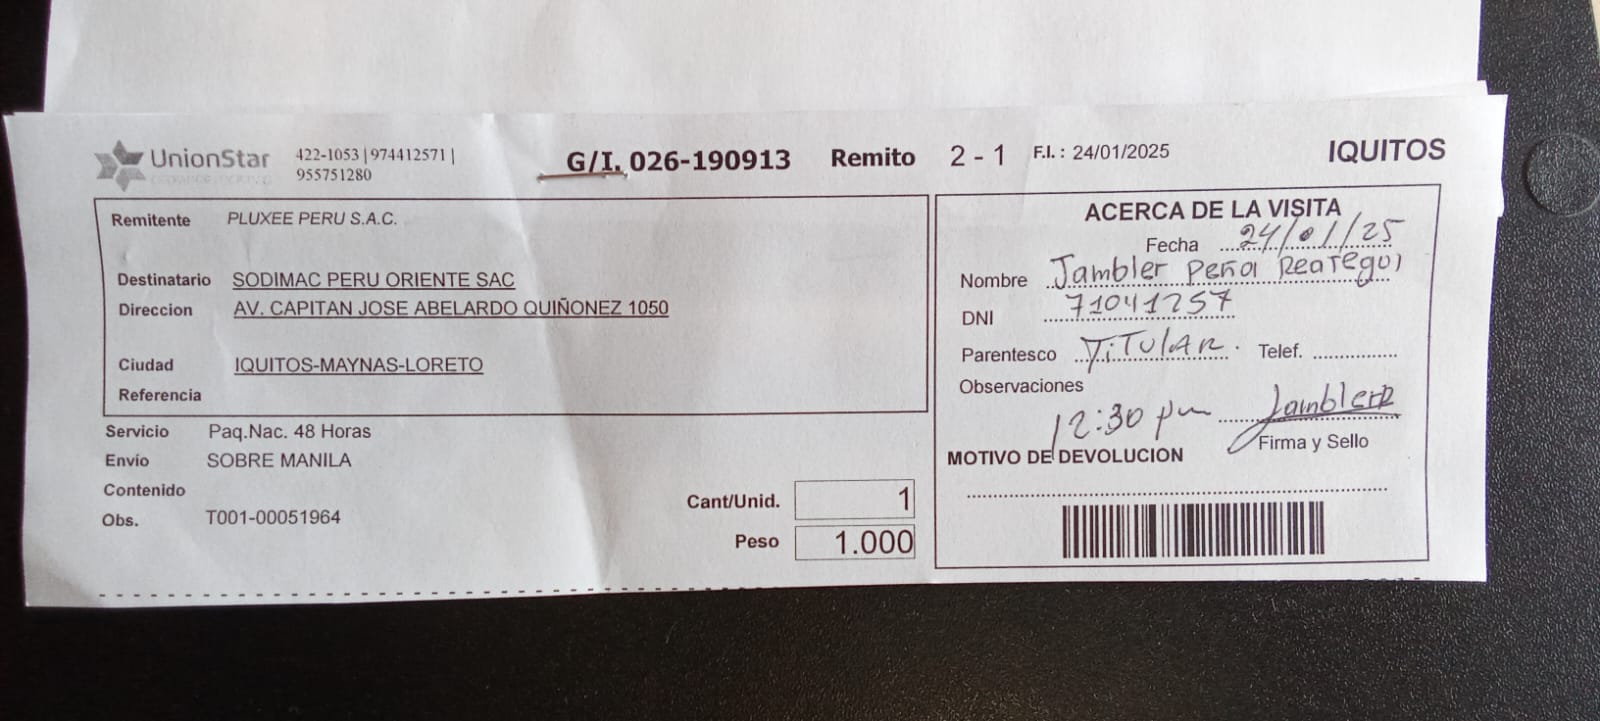 UnionStar
422-1053 | 974412571 |
955751280
G/I. 026-190913 Remito 2 - 1 F.I. : 24/01/2025 IQUITOS
Remitente PLUXEE PERU S.A.C.
Destinatario SODIMAC PERU ORIENTE SAC
Direccion AV. CAPITAN JOSE ABELARDO QUIÑONEZ 1050
Ciudad IQUITOS-MAYNAS-LORETO
Referencia
Servicio Paq.Nac. 48 Horas
Envío SOBRE MANILA
Contenido
Obs. T001-00051964
Cant/Unid. 1
Peso 1.000
ACERCA DE LA VISITA
Fecha 24/01/25
Nombre Jambler Peña Reategui
DNI 71041257
Parentesco TiTULAR. Telef.
Observaciones
12:30 pm Jambler
Firma y Sello
MOTIVO DE DEVOLUCION